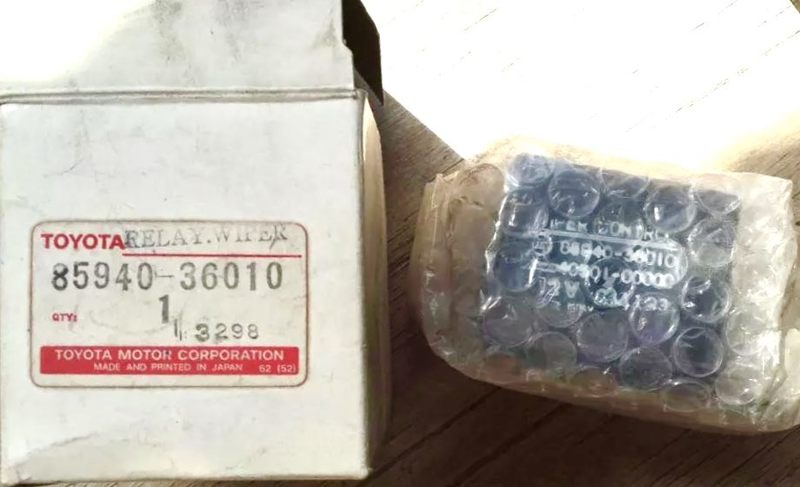 TOYOTA RELAY.WIPER
85940-36010
QTY: 1
3298
TOYOTA MOTOR CORPORATION
MADE AND PRINTED IN JAPAN 62 (52)
CONTROL
85940-36010